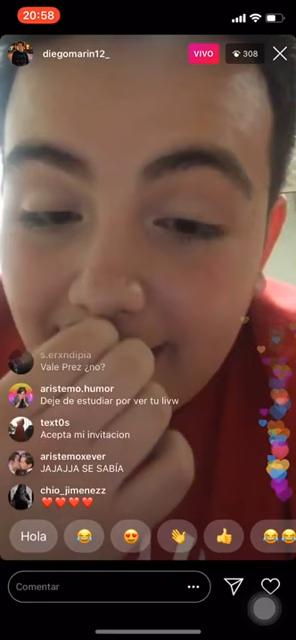 20:58
diegomarin12_
VIVO
308
s.erxndipia
Vale Prez ¿no?
aristemo.humor
Deje de estudiar por ver tu livw
text0s
Acepta mi invitacion
aristemoxever
JAJAJJA SE SABÍA
chio_jimenezz
❤️❤️❤️❤️
Hola 😂 😍 👏 👍 😂😂
Comentar